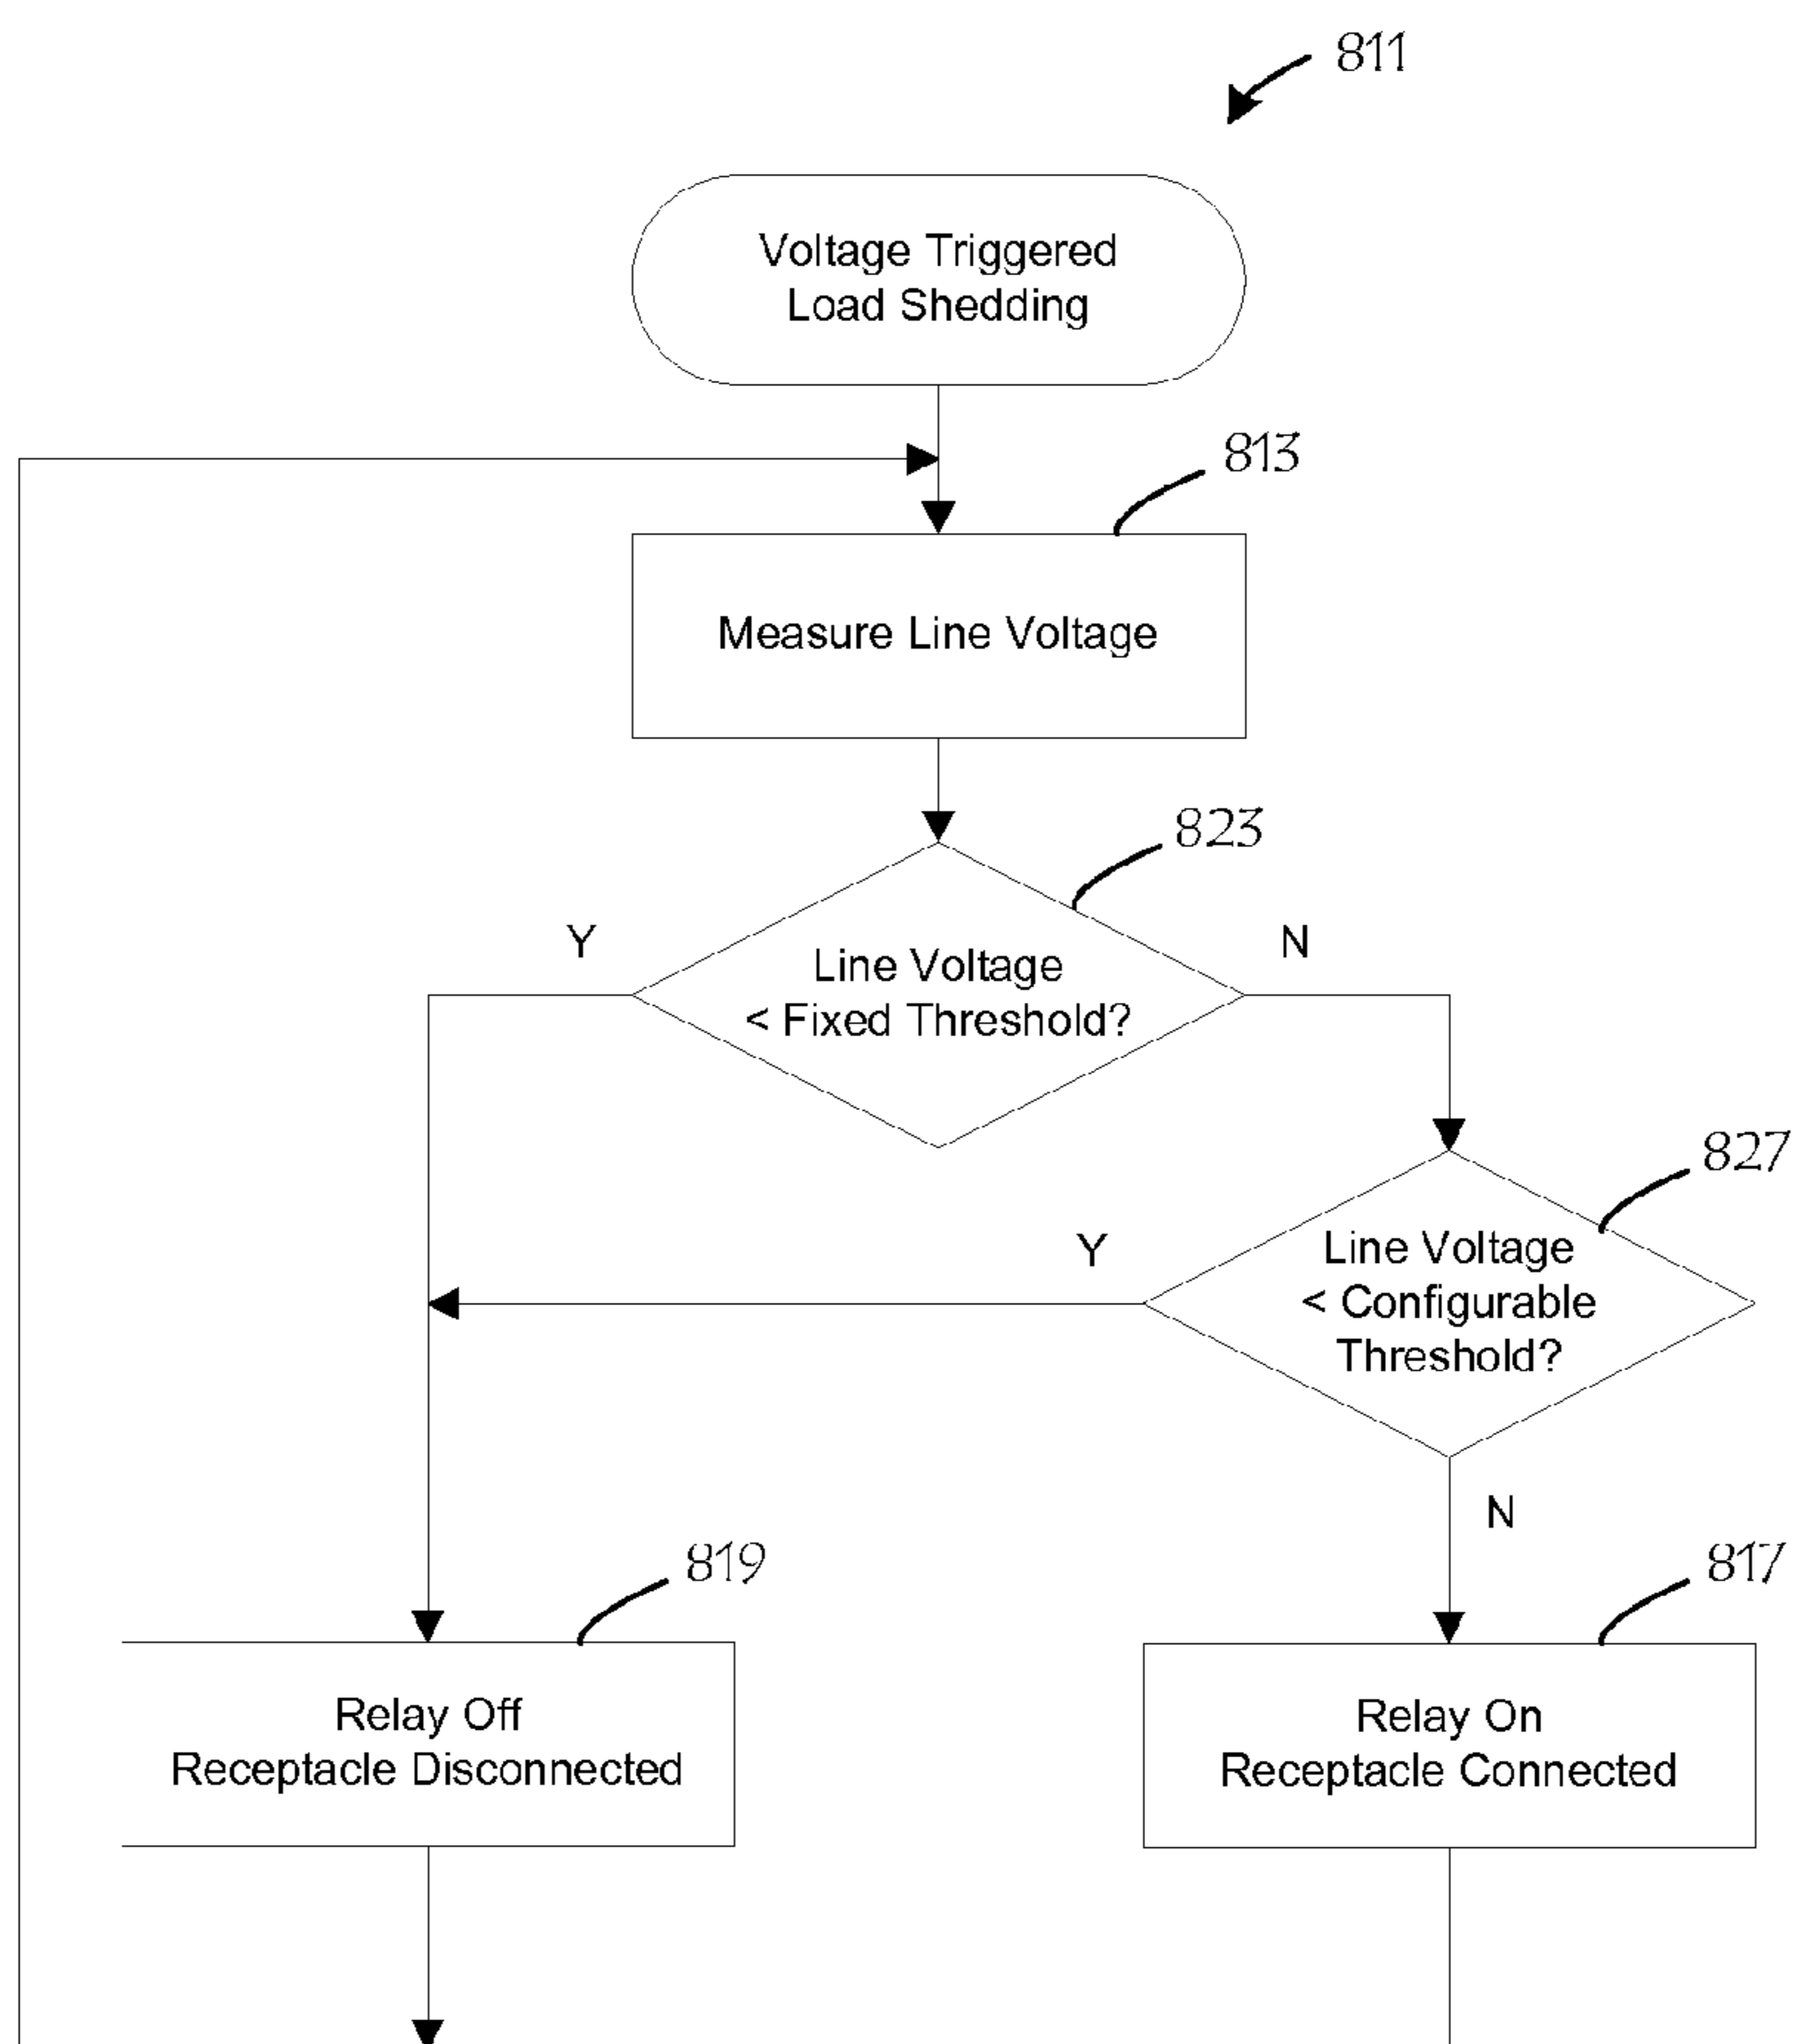 811
Voltage Triggered
Load Shedding
813
Measure Line Voltage
823
Y
N
Line Voltage
< Fixed Threshold?
827
Y
Line Voltage
< Configurable
Threshold?
N
819
817
Relay Off
Receptacle Disconnected
Relay On
Receptacle Connected